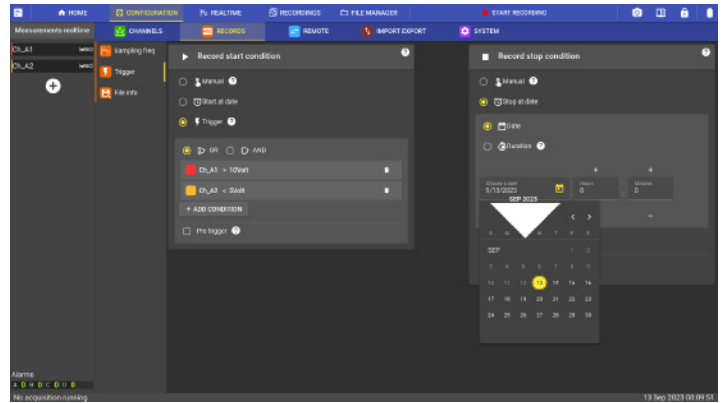 HOME CONFIGURATION REALTIME RECORDINGS FILE MANAGER START RECORDING
Measurements realtime CHANNELS RECORDS REMOTE IMPORT EXPORT SYSTEM
Ch_A1
Ch_A2
Sampling freq
Trigger
File info
Record start condition
Manual
Start at date
Trigger
OR AND
Ch_A1 > 10Volt
Ch_A2 < 5Volt
+ ADD CONDITION
Pre trigger
Record stop condition
Manual
Stop at date
Date
Duration
+ +
Choose a date Hours Minutes
9/13/2023 0 : 0
SEP 2023
S M T F S
SEP 1 2
3 4 5 6 7 8 9
10 11 12 13 14 15 16
17 18 19 20 21 22 23
24 25 26 27 28 29 30
Alarms
A 0 B 0 C 0 D 0
No acquisition running
13 Sep 2023 00:09:51